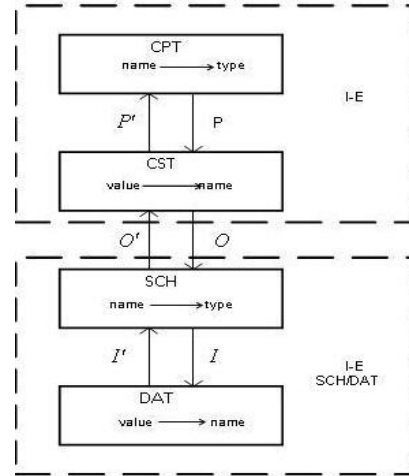 CPT
name type
I-E
P' P
CST
value name
O' O
SCH
name type
I' I
I-E
SCH/DAT
DAT
value name